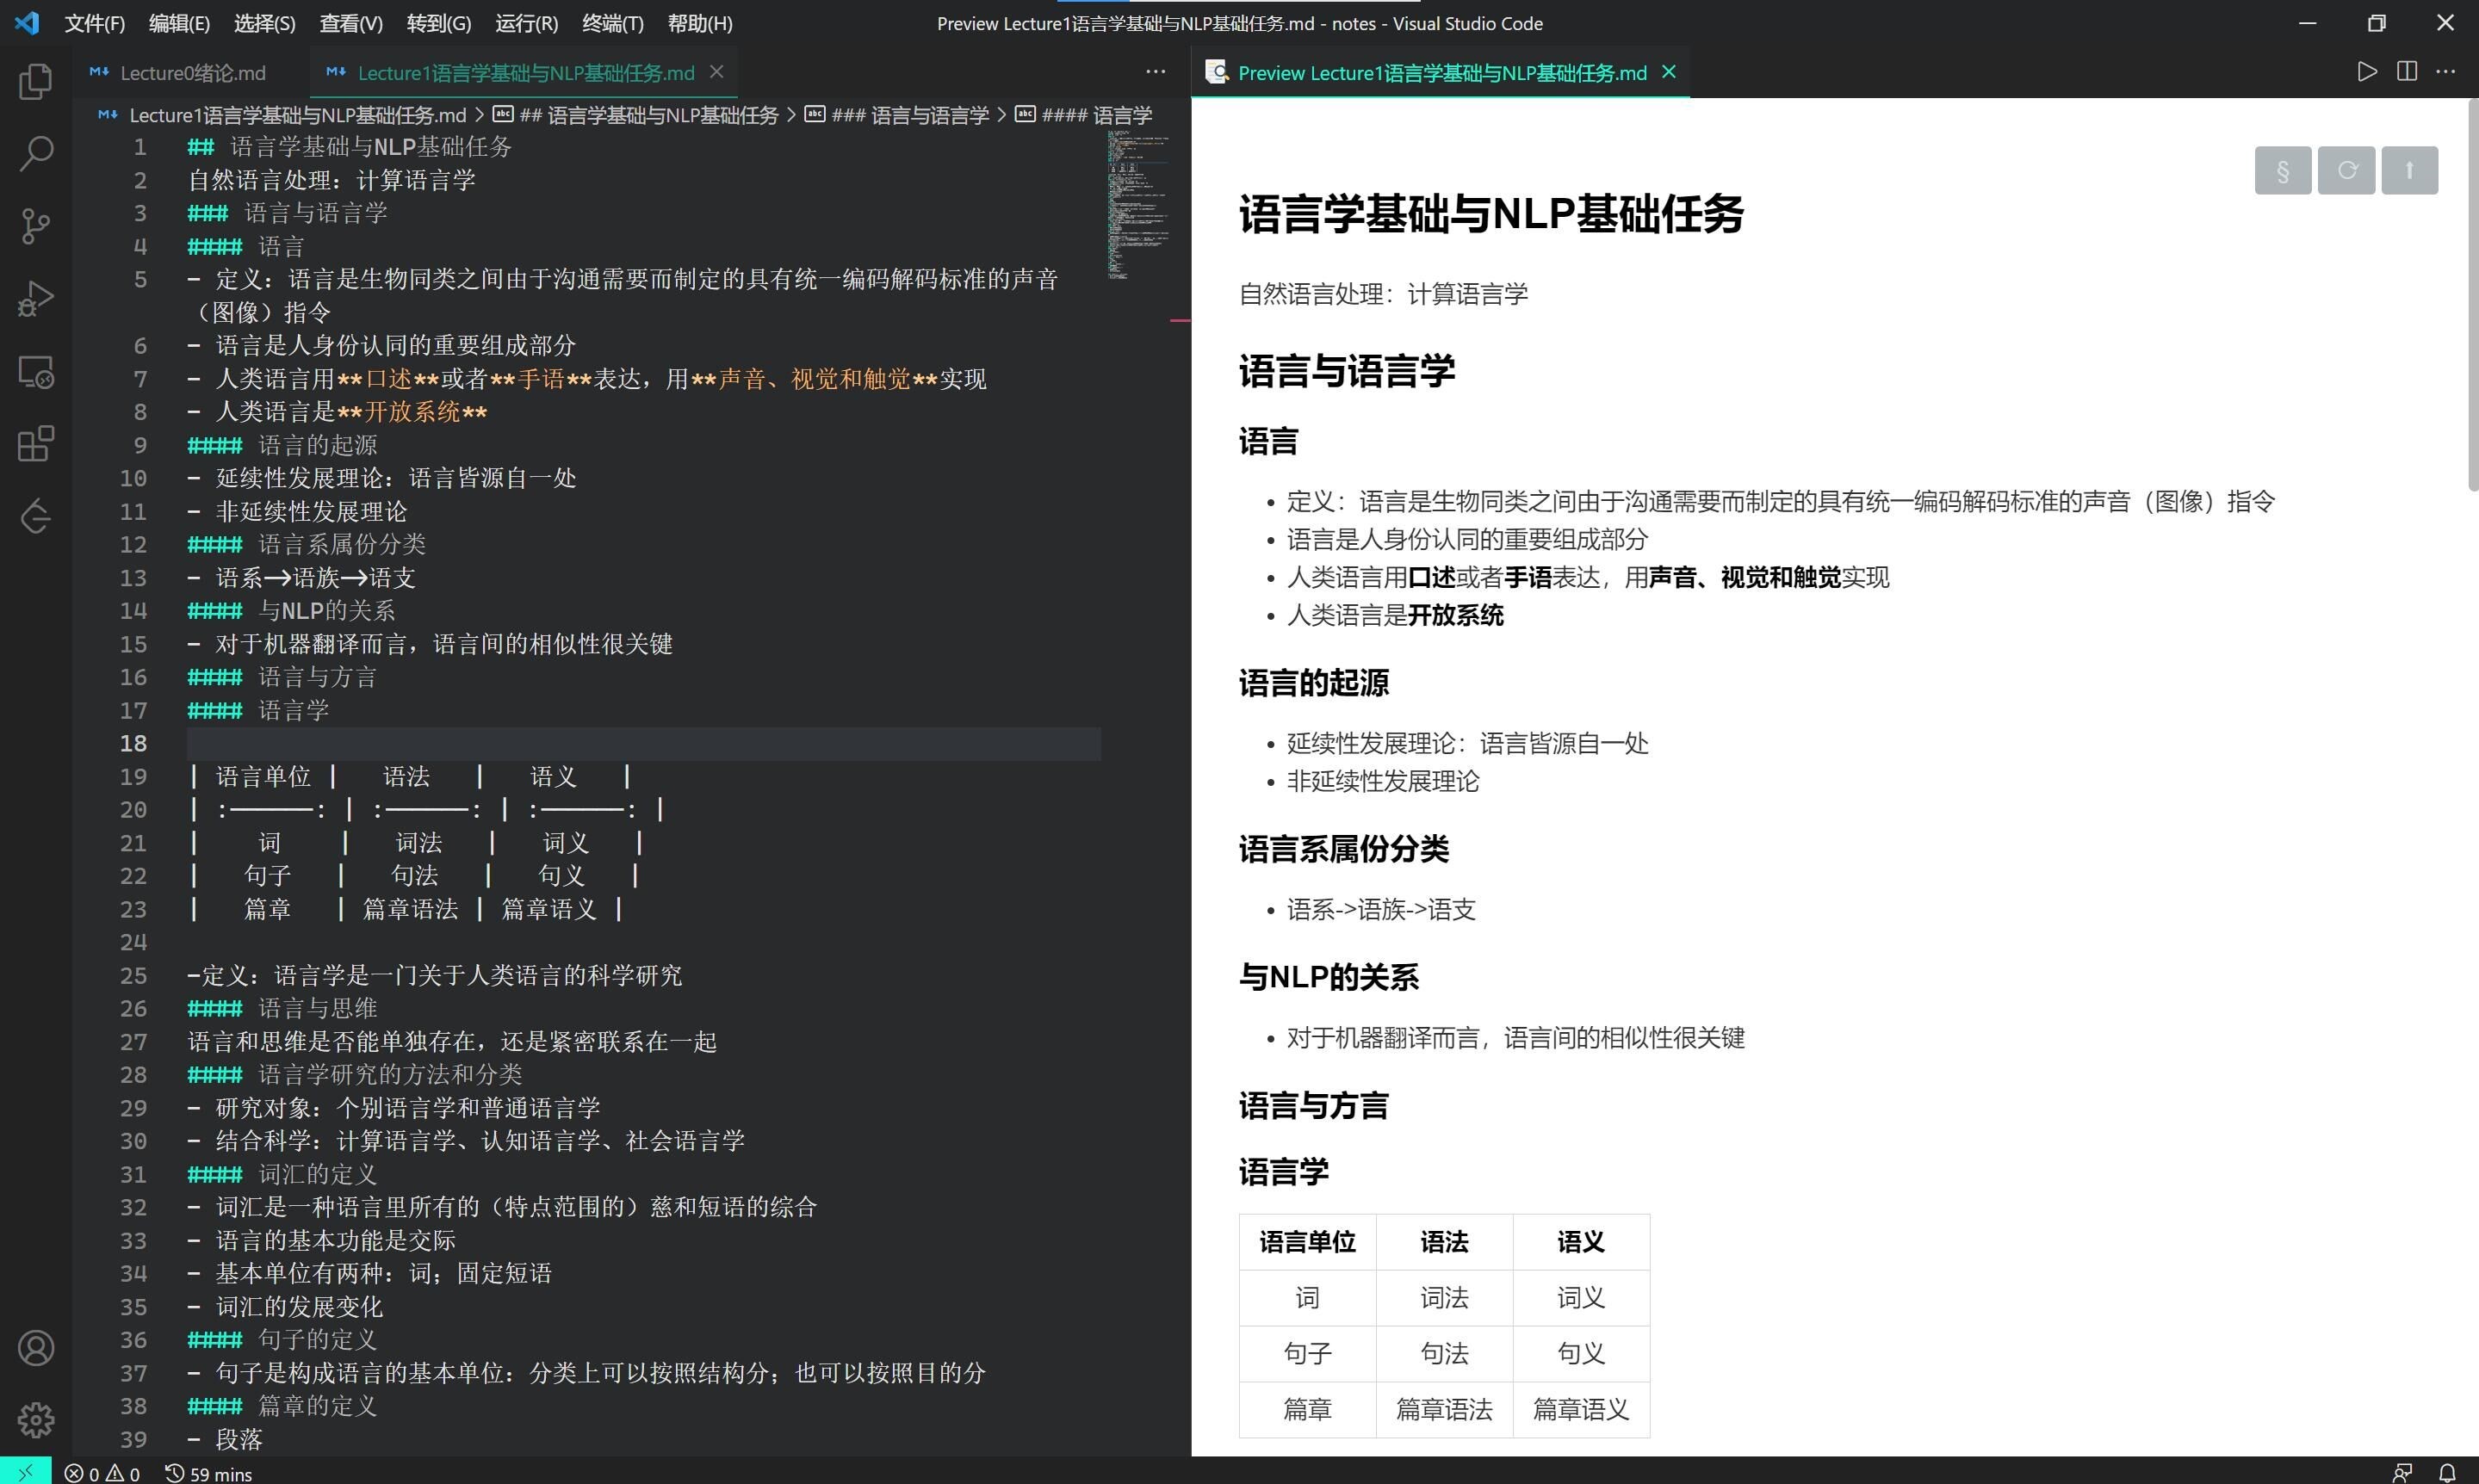 文件(F) 编辑(E) 选择(S) 查看(V) 转到(G) 运行(R) 终端(T) 帮助(H) Preview Lecture1语言学基础与NLP基础任务.md - notes - Visual Studio Code
Lecture0绪论.md Lecture1语言学基础与NLP基础任务.md
Lecture1语言学基础与NLP基础任务.md > ## 语言学基础与NLP基础任务 > ### 语言与语言学 > #### 语言学
1 ## 语言学基础与NLP基础任务
2 自然语言处理：计算语言学
3 ### 语言与语言学
4 #### 语言
5 - 定义：语言是生物同类之间由于沟通需要而制定的具有统一编码解码标准的声音
（图像）指令
6 - 语言是人身份认同的重要组成部分
7 - 人类语言用**口述**或者**手语**表达，用**声音、视觉和触觉**实现
8 - 人类语言是**开放系统**
9 #### 语言的起源
10 - 延续性发展理论：语言皆源自一处
11 - 非延续性发展理论
12 #### 语言系属份分类
13 - 语系->语族->语支
14 #### 与NLP的关系
15 - 对于机器翻译而言，语言间的相似性很关键
16 #### 语言与方言
17 #### 语言学
18
19 | 语言单位 | 语法 | 语义 |
20 | :------: | :------: | :------: |
21 | 词 | 词法 | 词义 |
22 | 句子 | 句法 | 句义 |
23 | 篇章 | 篇章语法 | 篇章语义 |
24
25 -定义：语言学是一门关于人类语言的科学研究
26 #### 语言与思维
27 语言和思维是否能单独存在，还是紧密联系在一起
28 #### 语言学研究的方法和分类
29 - 研究对象：个别语言学和普通语言学
30 - 结合科学：计算语言学、认知语言学、社会语言学
31 #### 词汇的定义
32 - 词汇是一种语言里所有的（特点范围的）慈和短语的综合
33 - 语言的基本功能是交际
34 - 基本单位有两种：词；固定短语
35 - 词汇的发展变化
36 #### 句子的定义
37 - 句子是构成语言的基本单位：分类上可以按照结构分；也可以按照目的分
38 #### 篇章的定义
39 - 段落
Preview Lecture1语言学基础与NLP基础任务.md
§
语言学基础与NLP基础任务
自然语言处理：计算语言学
语言与语言学
语言
• 定义：语言是生物同类之间由于沟通需要而制定的具有统一编码解码标准的声音（图像）指令
• 语言是人身份认同的重要组成部分
• 人类语言用口述或者手语表达，用声音、视觉和触觉实现
• 人类语言是开放系统
语言的起源
• 延续性发展理论：语言皆源自一处
• 非延续性发展理论
语言系属份分类
• 语系->语族->语支
与NLP的关系
• 对于机器翻译而言，语言间的相似性很关键
语言与方言
语言学
语言单位 语法 语义
词 词法 词义
句子 句法 句义
篇章 篇章语法 篇章语义
0 0 59 mins